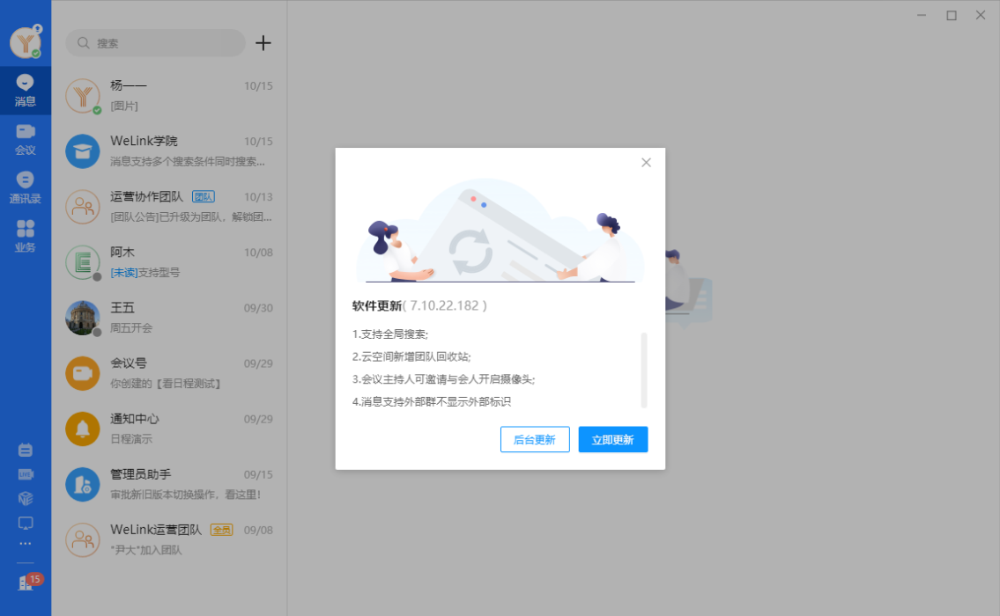 消息
会议
通讯录
业务
15
搜索
杨一一 10/15
[图片]
WeLink学院 10/15
消息支持多个搜索条件同时搜索...
运营协作团队 团队 10/13
[团队公告]已升级为团队，解锁团...
阿木 10/08
[未读]支持型号
王五 09/30
周五开会
会议号 09/29
你创建的【看日程测试】
通知中心 09/29
日程演示
管理员助手 09/15
审批新旧版本切换操作，看这里!
WeLink运营团队 全员 09/08
"尹大"加入团队
软件更新( 7.10.22.182 )
1.支持全局搜索;
2.云空间新增团队回收站;
3.会议主持人可邀请与会人开启摄像头;
4.消息支持外部群不显示外部标识
后台更新 立即更新